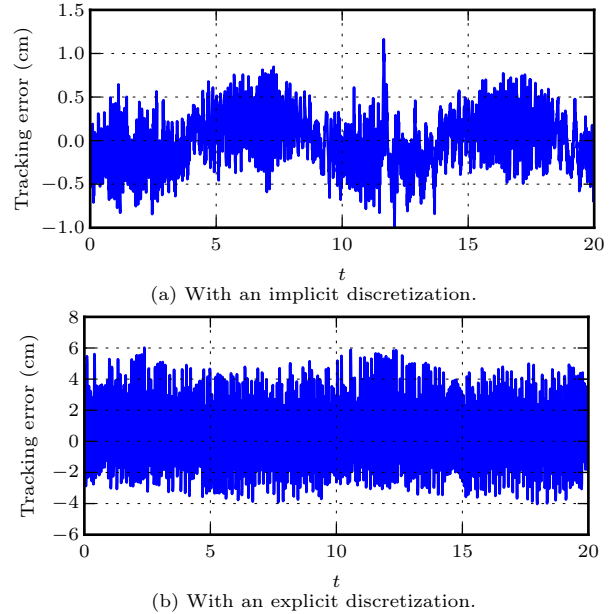 1.5
1.0
0.5
0.0
−0.5
−1.0
Tracking error (cm)
0 5 10 15 20
t
(a) With an implicit discretization.
8
6
4
2
0
−2
−4
−6
Tracking error (cm)
0 5 10 15 20
t
(b) With an explicit discretization.